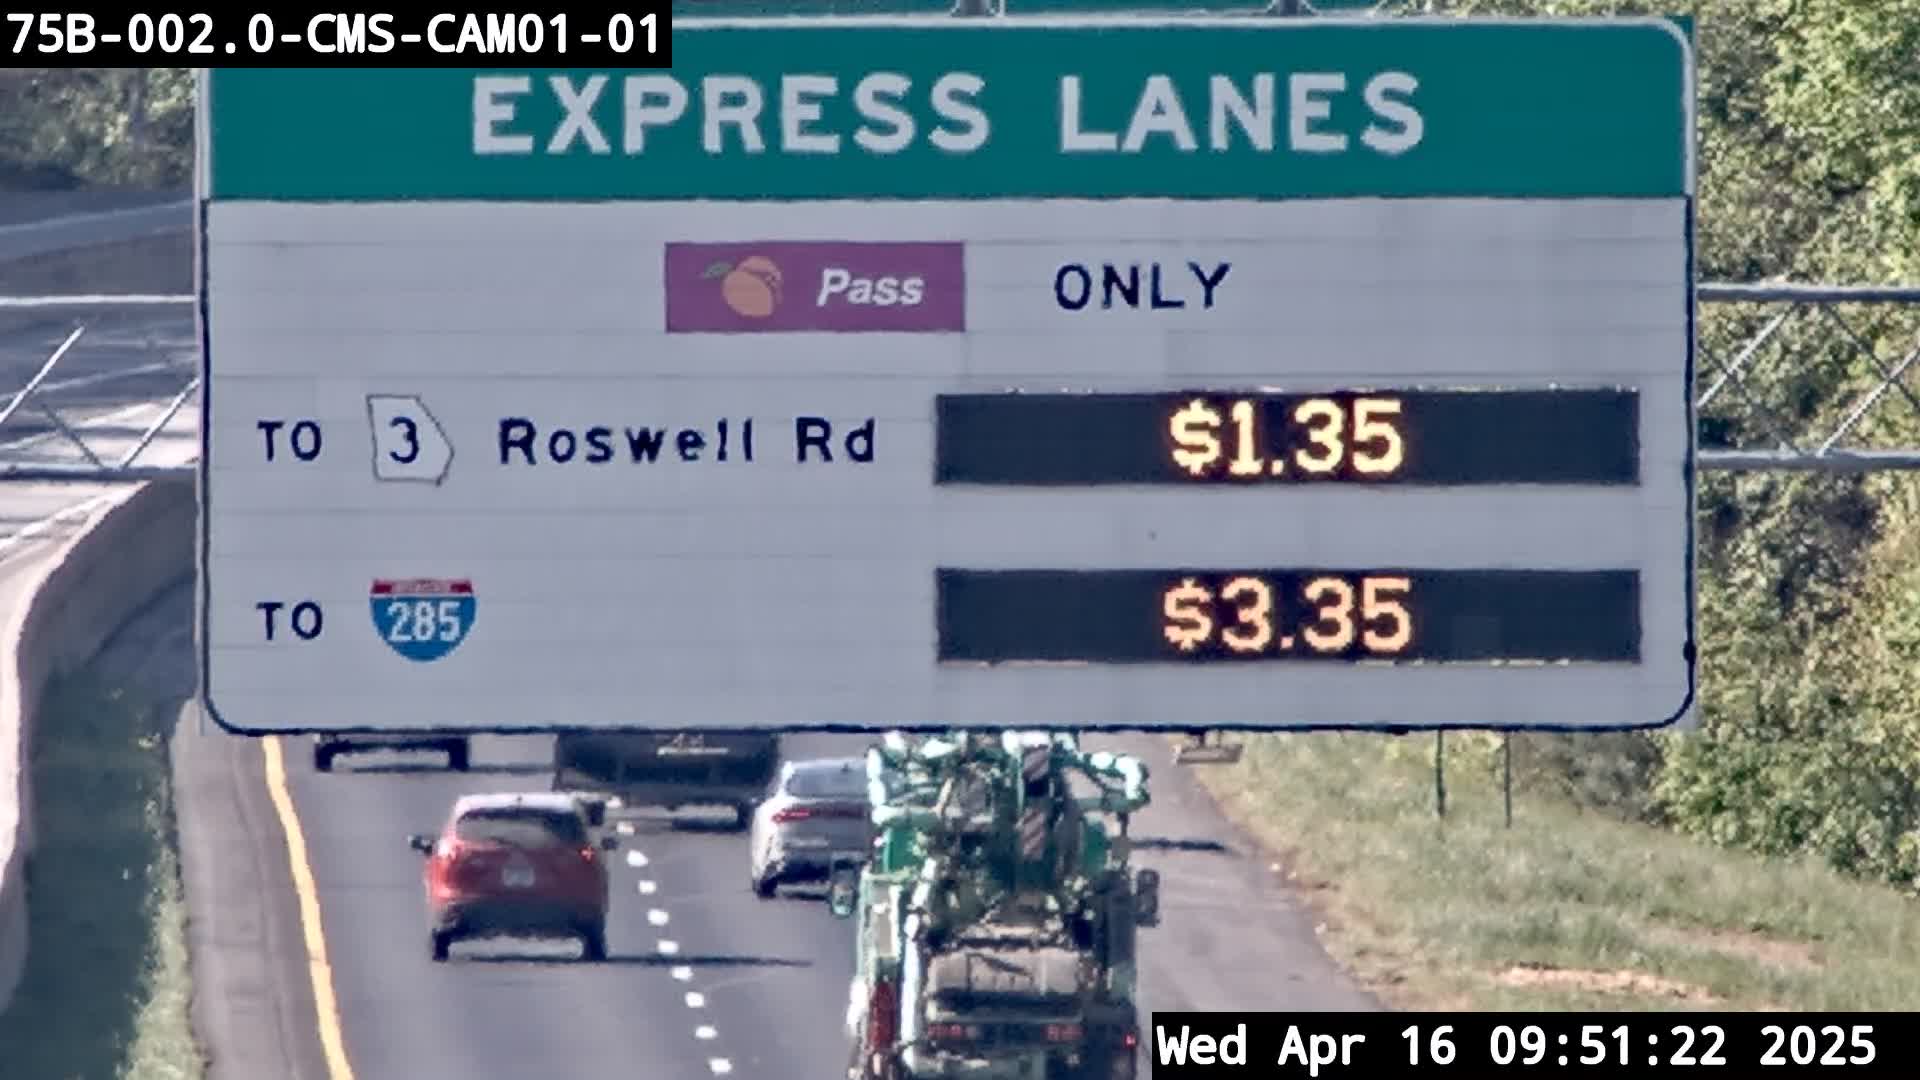 75B-002.0-CMS-CAM01-01
EXPRESS LANES
Pass ONLY
TO 3 Roswell Rd $1.35
TO 285 $3.35
Wed Apr 16 09:51:22 2025